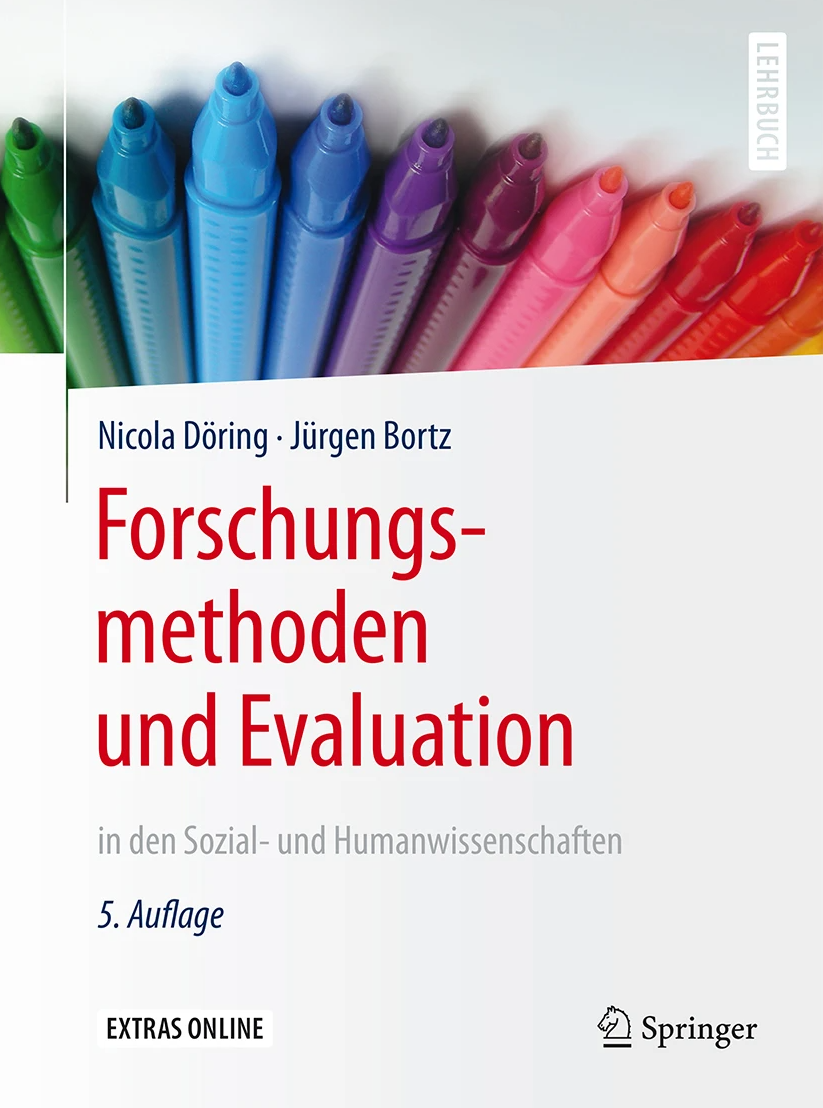 LEHRBUCH
Nicola Döring · Jürgen Bortz
Forschungs-
methoden
und Evaluation
in den Sozial- und Humanwissenschaften
5. Auflage
EXTRAS ONLINE
Springer